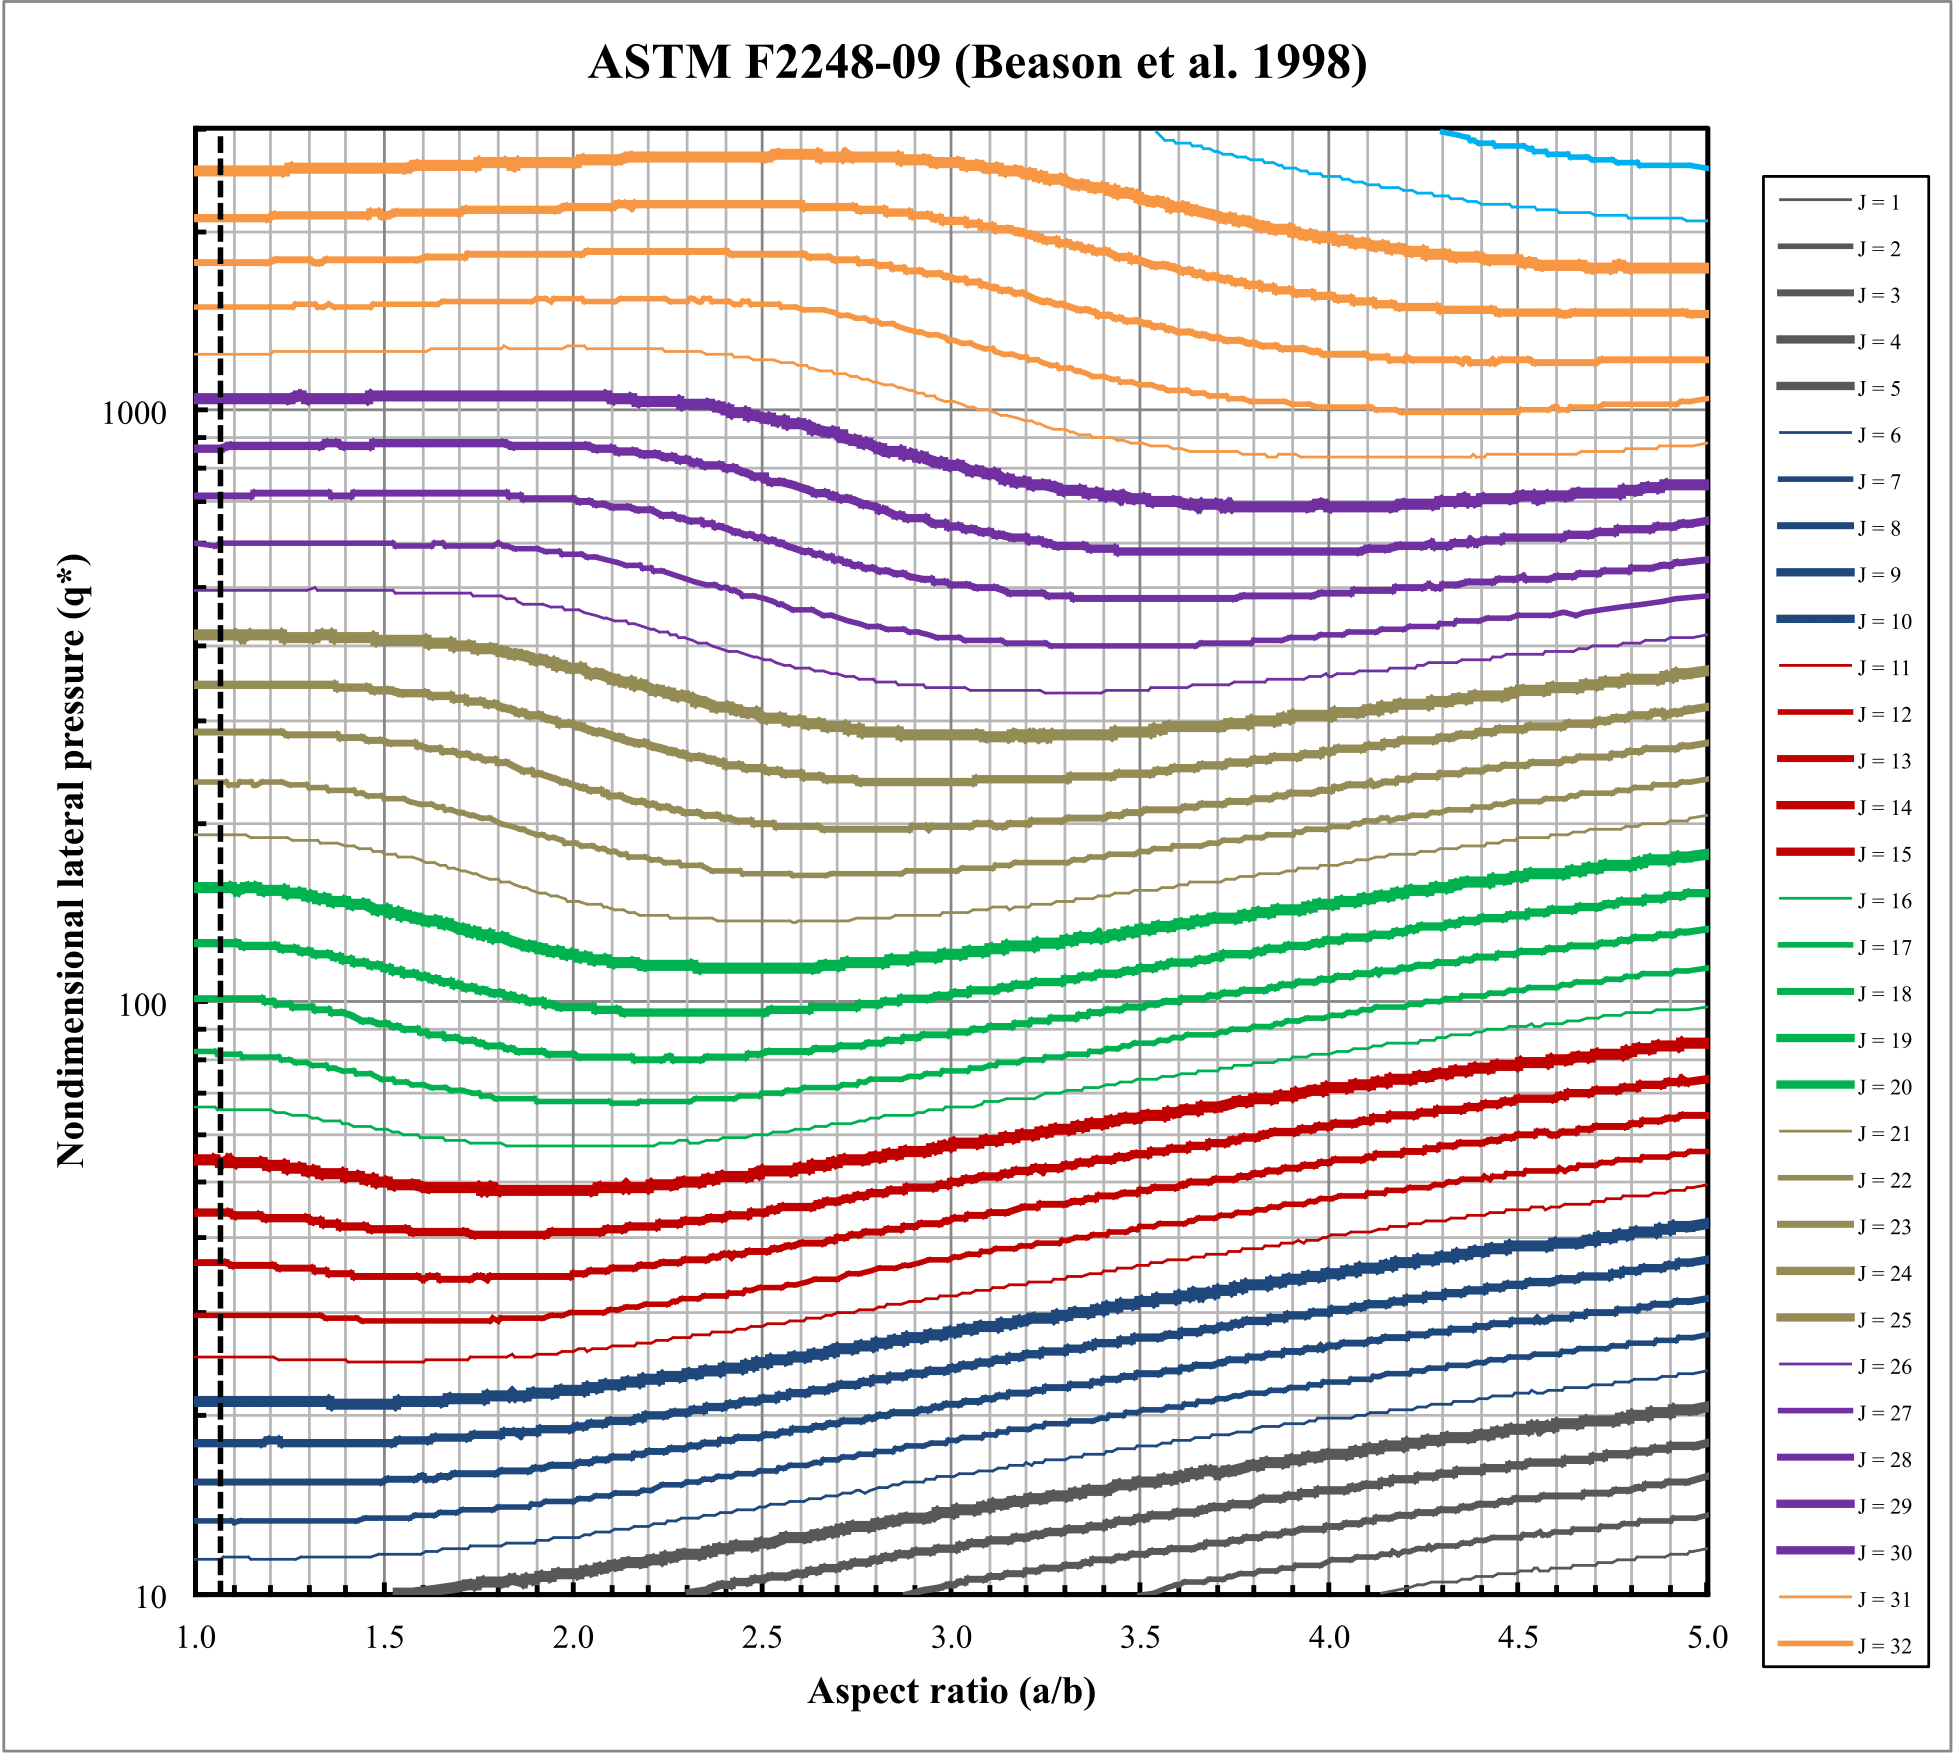 ASTM F2248-09 (Beason et al. 1998)
Nondimensional lateral pressure (q*)
1000
100
10
1.0 1.5 2.0 2.5 3.0 3.5 4.0 4.5 5.0
Aspect ratio (a/b)
J = 1
J = 2
J = 3
J = 4
J = 5
J = 6
J = 7
J = 8
J = 9
J = 10
J = 11
J = 12
J = 13
J = 14
J = 15
J = 16
J = 17
J = 18
J = 19
J = 20
J = 21
J = 22
J = 23
J = 24
J = 25
J = 26
J = 27
J = 28
J = 29
J = 30
J = 31
J = 32